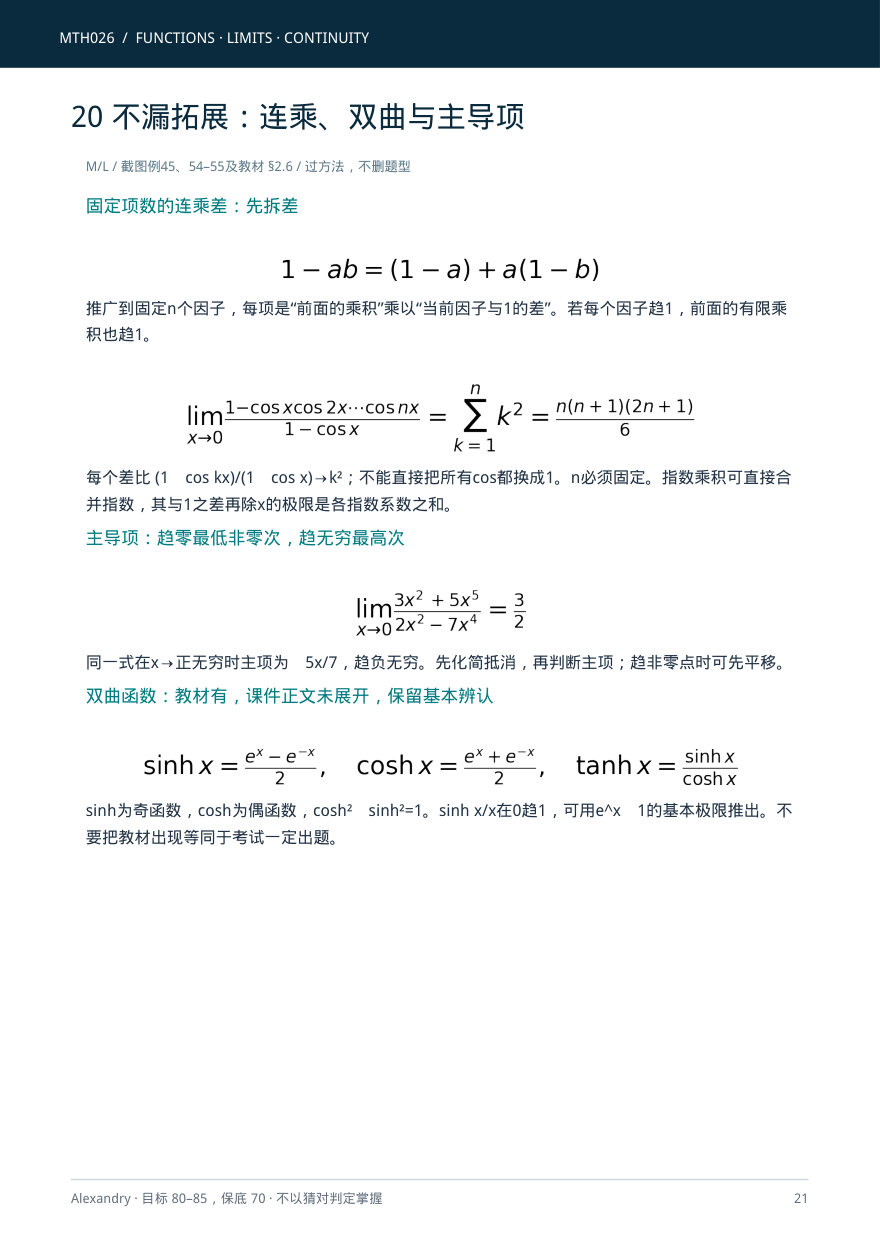 MTH026 / FUNCTIONS · LIMITS · CONTINUITY
20 不漏拓展：连乘、双曲与主导项
M/L / 截图例45、54–55及教材 §2.6 / 过方法，不删题型
固定项数的连乘差：先拆差
1 − ab = (1 − a) + a(1 − b)
推广到固定n个因子，每项是“前面的乘积”乘以“当前因子与1的差”。若每个因子趋1，前面的有限乘
积也趋1。
lim x→0 (1−cos x cos 2x⋯cos nx)/(1 − cos x) = ∑ k=1 n k² = n(n + 1)(2n + 1)/6
每个差比 (1 cos kx)/(1 cos x)→k²；不能直接把所有cos都换成1。n必须固定。指数乘积可直接合
并指数，其与1之差再除x的极限是各指数系数之和。
主导项：趋零最低非零次，趋无穷最高次
lim x→0 (3x² + 5x⁵)/(2x² − 7x⁴) = 3/2
同一式在x→正无穷时主项为 5x/7，趋负无穷。先化简抵消，再判断主项；趋非零点时可先平移。
双曲函数：教材有，课件正文未展开，保留基本辨认
sinh x = (eˣ − e⁻ˣ)/2, cosh x = (eˣ + e⁻ˣ)/2, tanh x = sinh x/cosh x
sinh为奇函数，cosh为偶函数，cosh² sinh²=1。sinh x/x在0趋1，可用e^x 1的基本极限推出。不
要把教材出现等同于考试一定出题。
Alexandry · 目标 80–85，保底 70 · 不以猜对判定掌握
21